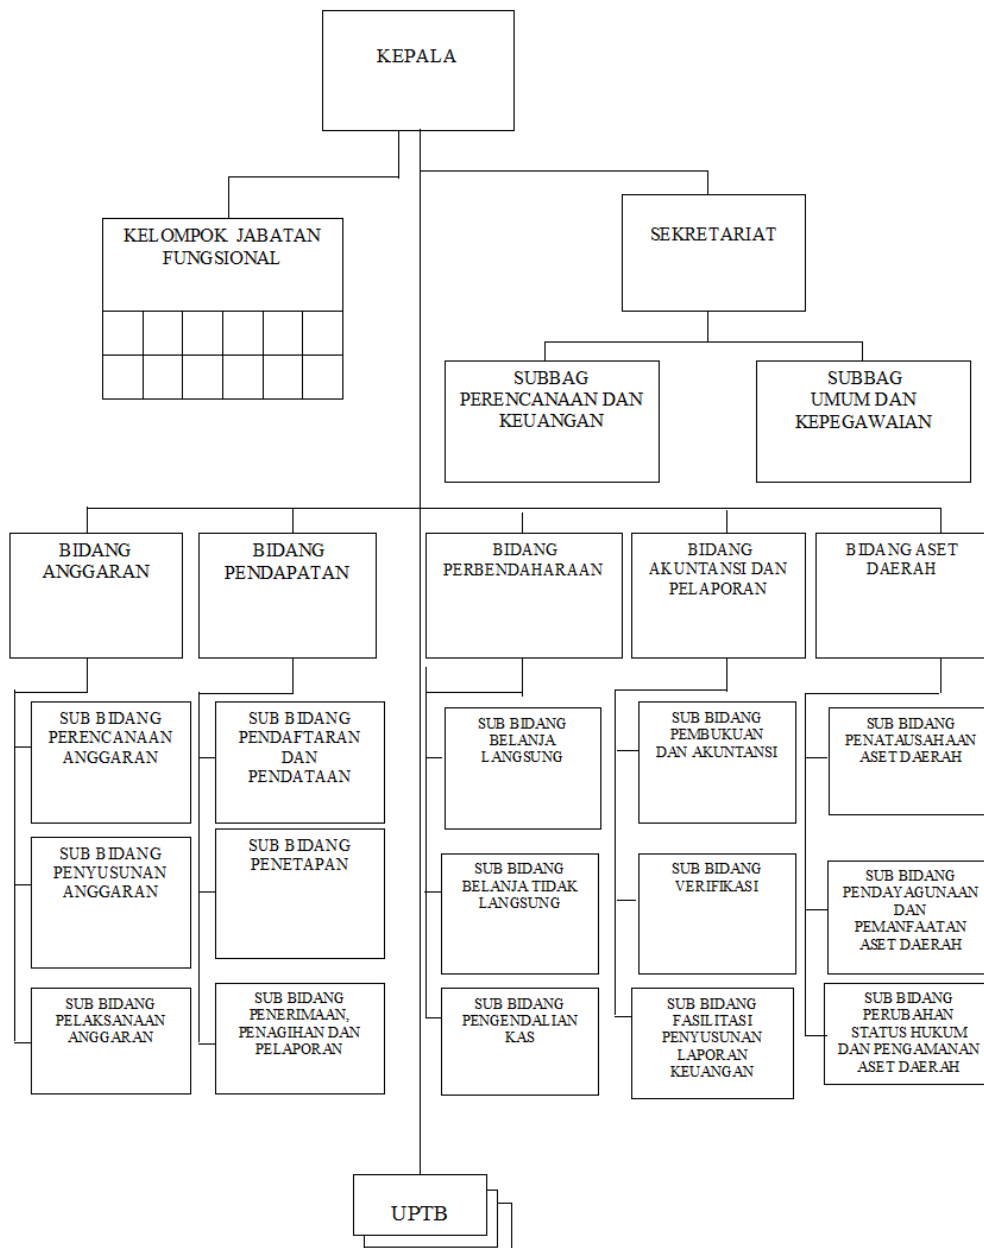 KEPALA
KELOMPOK JABATAN
FUNGSIONAL
SEKRETARIAT
SUBBAG
PERENCANAAN DAN
KEUANGAN
SUBBAG
UMUM DAN
KEPEGAWAIAN
BIDANG
ANGGARAN
BIDANG
PENDAPATAN
BIDANG
PERBENDAHARAAN
BIDANG
AKUNTANSI DAN
PELAPORAN
BIDANG ASET
DAERAH
SUB BIDANG
PERENCANAAN
ANGGARAN
SUB BIDANG
PENDAFTARAN
DAN
PENDATAAN
SUB BIDANG
BELANJA
LANGSUNG
SUB BIDANG
PEMBUKUAN
DAN AKUNTANSI
SUB BIDANG
PENATAUSAHAAN
ASET DAERAH
SUB BIDANG
PENYUSUNAN
ANGGARAN
SUB BIDANG
PENETAPAN
SUB BIDANG
BELANJA TIDAK
LANGSUNG
SUB BIDANG
VERIFIKASI
SUB BIDANG
PENDAYAGUNAAN
DAN
PEMANFAATAN
ASET DAERAH
SUB BIDANG
PELAKSANAAN
ANGGARAN
SUB BIDANG
PENERIMAAN,
PENAGIHAN DAN
PELAPORAN
SUB BIDANG
PENGENDALIAN
KAS
SUB BIDANG
FASILITASI
PENYUSUNAN
LAPORAN
KEUANGAN
SUB BIDANG
PERUBAHAN
STATUS HUKUM
DAN PENGAMANAN
ASET DAERAH
UPTB